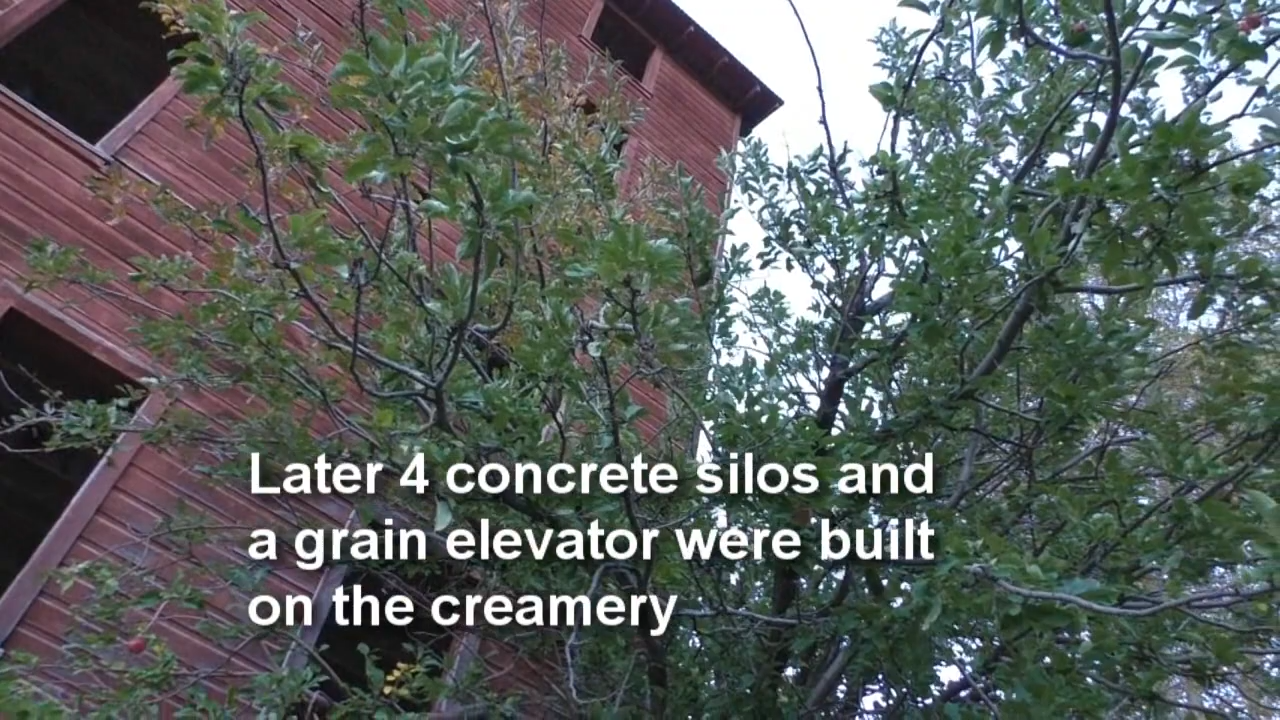 Later 4 concrete silos and
a grain elevator were built
on the creamery